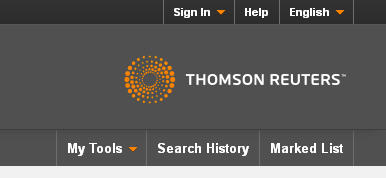 Sign In Help English
THOMSON REUTERS™
My Tools Search History Marked List